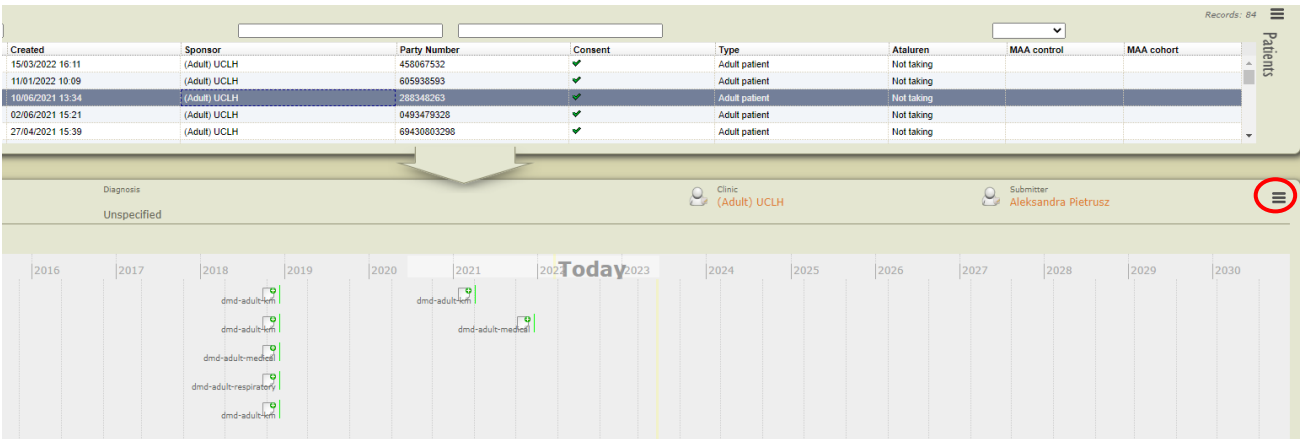 Records: 84
Patients
Created Sponsor Party Number Consent Type Ataluren MAA control MAA cohort
15/03/2022 16:11 (Adult) UCLH 458067532 Adult patient Not taking
11/01/2022 10:09 (Adult) UCLH 605938593 Adult patient Not taking
10/06/2021 13:34 (Adult) UCLH 288348263 Adult patient Not taking
02/06/2021 15:21 (Adult) UCLH 0493479328 Adult patient Not taking
27/04/2021 15:39 (Adult) UCLH 69430803298 Adult patient Not taking
Diagnosis Clinic Submitter
Unspecified (Adult) UCLH Aleksandra Pietrusz
2016 2017 2018 2019 2020 2021 2022 Today 2023 2024 2025 2026 2027 2028 2029 2030
dmd-adult-km dmd-adult-km
dmd-adult-km dmd-adult-medical
dmd-adult-medical
dmd-adult-respiratory
dmd-adult-km